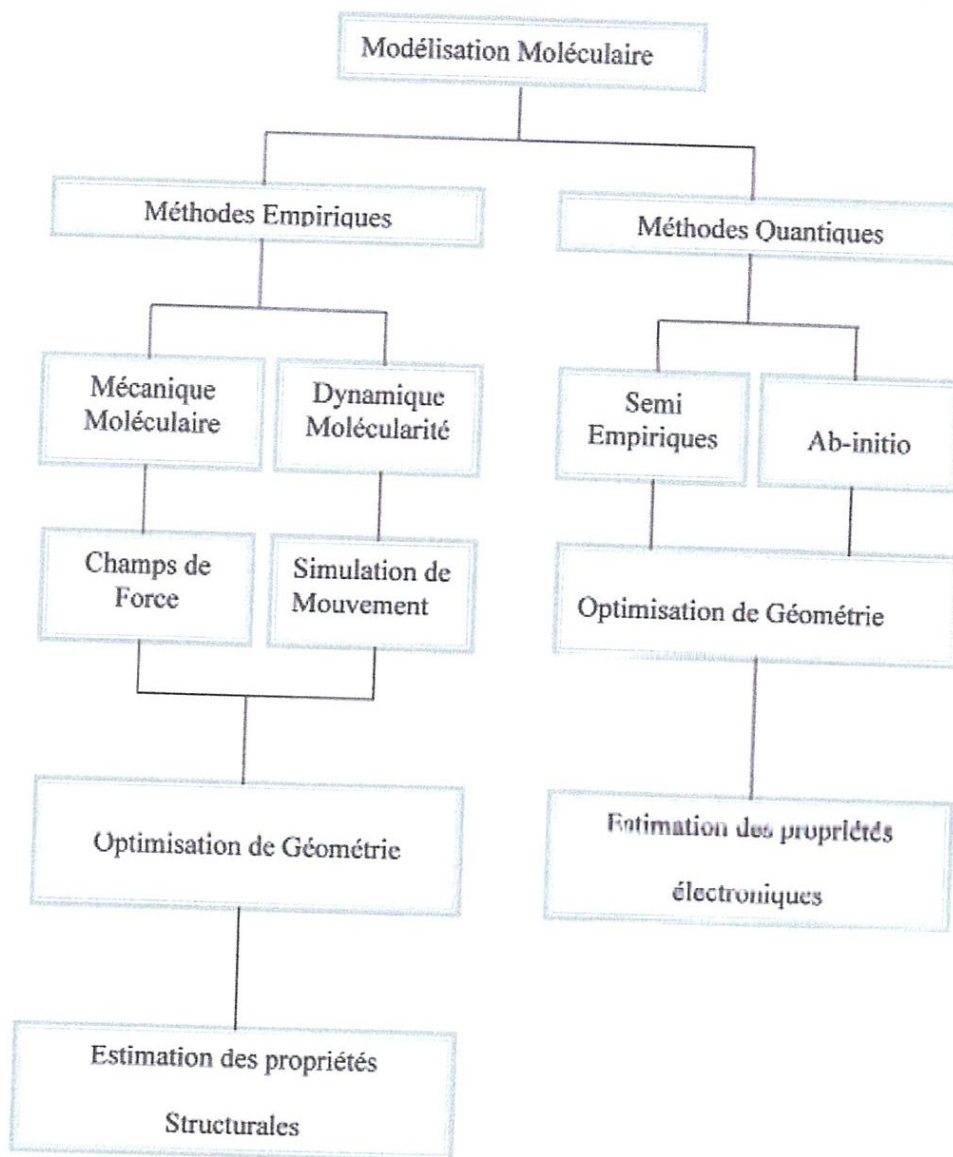 Modélisation Moléculaire
Méthodes Empiriques
Méthodes Quantiques
Mécanique
Moléculaire
Dynamique
Molécularité
Semi
Empiriques
Ab-initio
Champs de
Force
Simulation de
Mouvement
Optimisation de Géométrie
Optimisation de Géométrie
Estimation des propriétés
électroniques
Estimation des propriétés
Structurales